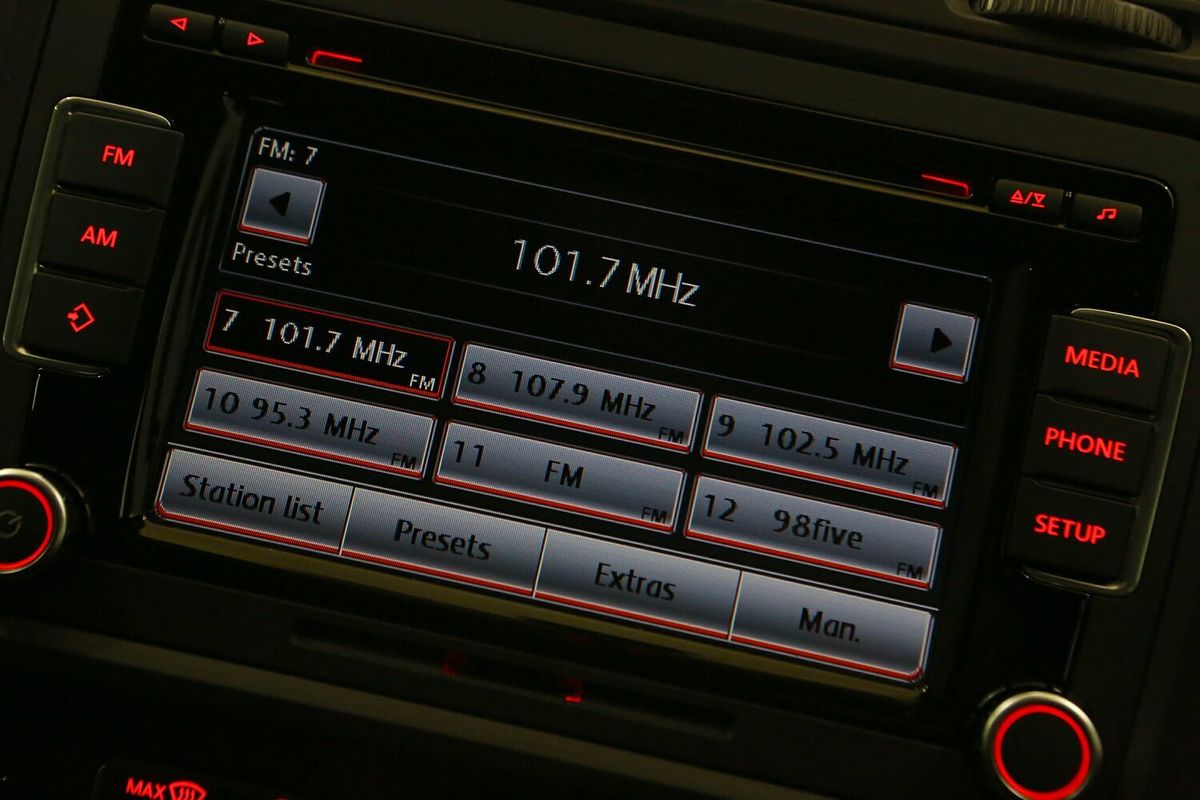 FM
AM
FM: 7
101.7 MHz
Presets
7 101.7 MHz FM
8 107.9 MHz FM
9 102.5 MHz FM
10 95.3 MHz FM
11 FM FM
12 98five FM
Station list
Presets
Extras
Man.
MEDIA
PHONE
SETUP
MAX